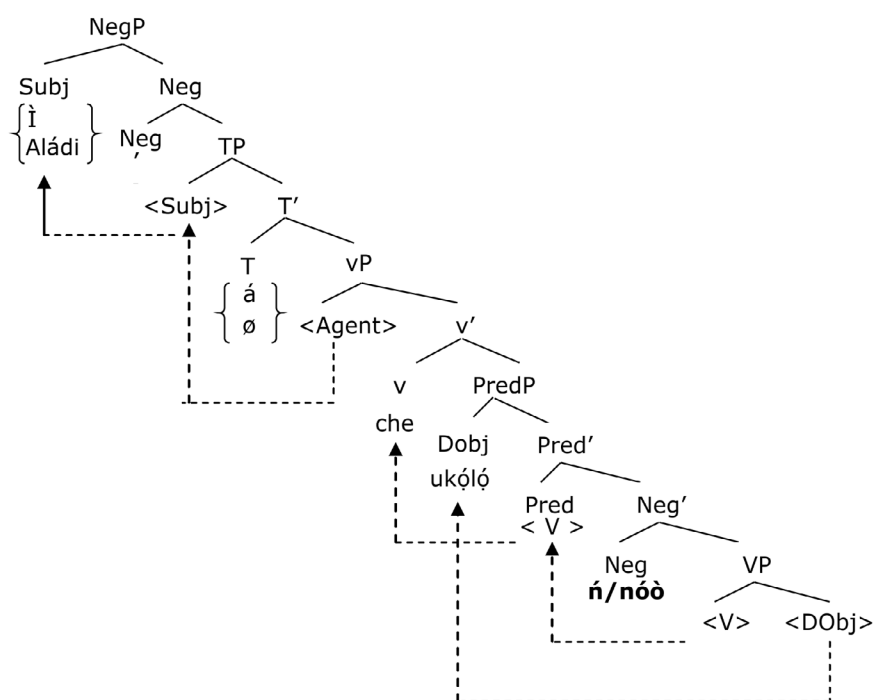 NegP
Subj Neg
{ Ì
Aládi }
Neg TP
′
<Subj> T′
T vP
{ á
ø }
<Agent> v′
v PredP
che
Dobj Pred′
ukọ́lọ́
Pred Neg′
< V >
Neg VP
ń/nóò
<V> <DObj>